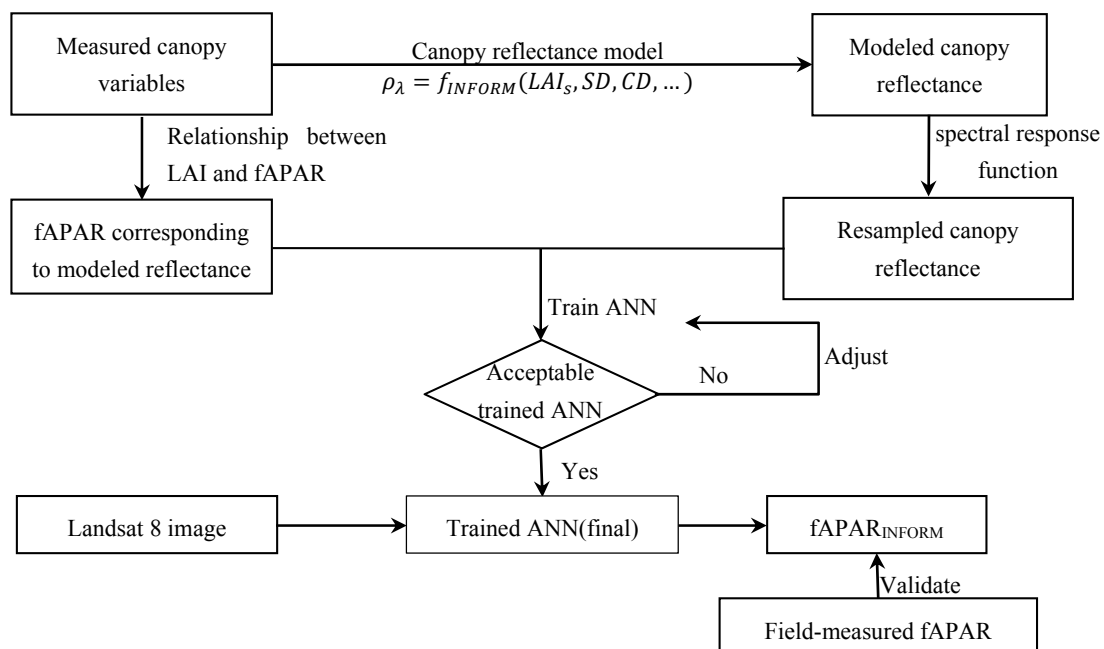 Measured canopy
variables
Canopy reflectance model
ρλ = fINFORM(LAIs, SD, CD, …)
Modeled canopy
reflectance
Relationship between
LAI and fAPAR
spectral response
function
fAPAR corresponding
to modeled reflectance
Resampled canopy
reflectance
Train ANN
Acceptable
trained ANN
No
Adjust
Yes
Landsat 8 image
Trained ANN(final)
fAPARINFORM
Validate
Field-measured fAPAR